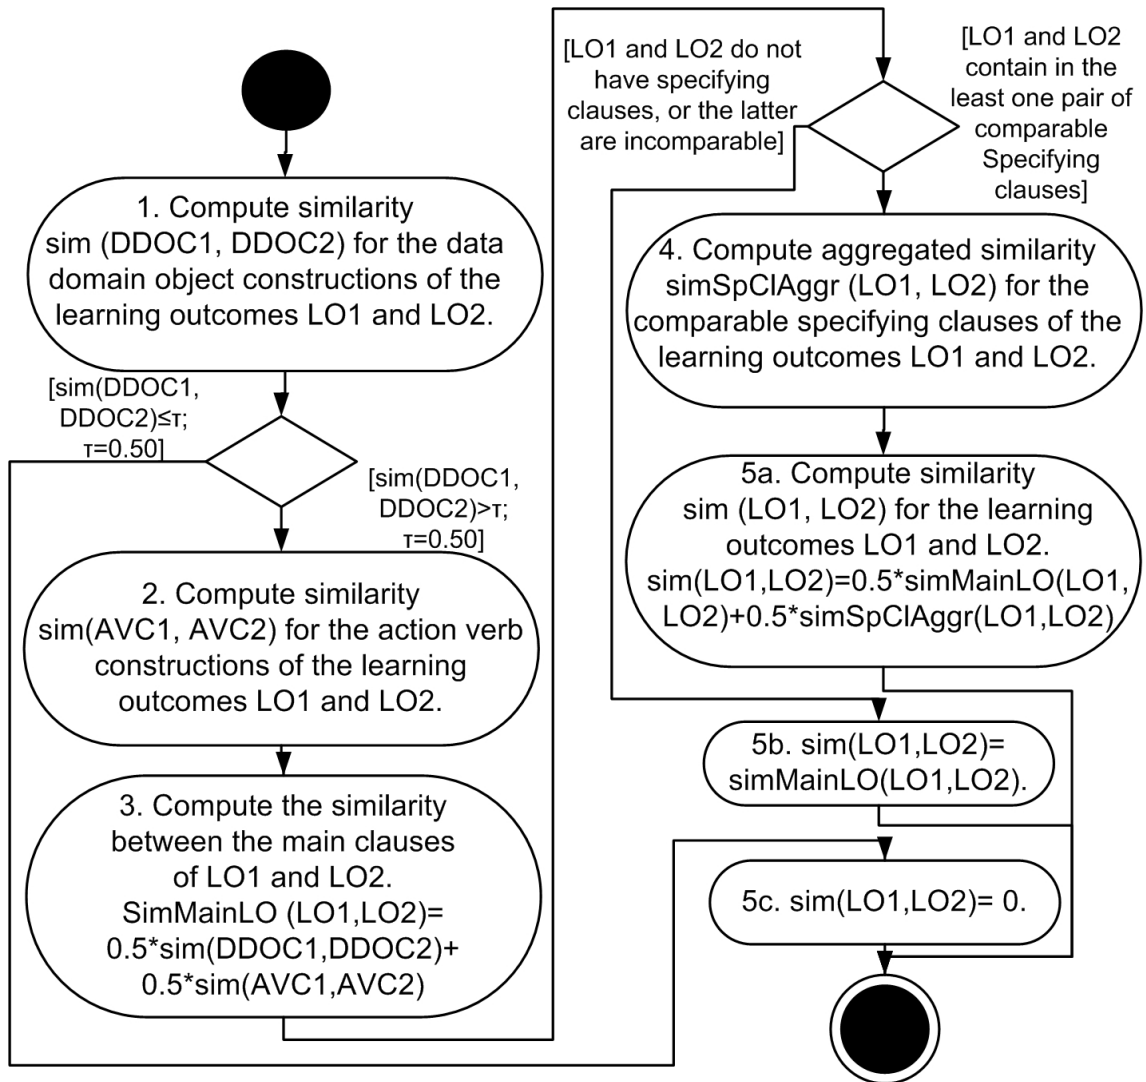 1. Compute similarity
sim (DDOC1, DDOC2) for the data
domain object constructions of the
learning outcomes LO1 and LO2.
[sim(DDOC1,
DDOC2)≤τ;
τ=0.50]
[sim(DDOC1,
DDOC2)>τ;
τ=0.50]
2. Compute similarity
sim(AVC1, AVC2) for the action verb
constructions of the learning
outcomes LO1 and LO2.
3. Compute the similarity
between the main clauses
of LO1 and LO2.
SimMainLO (LO1,LO2)=
0.5*sim(DDOC1,DDOC2)+
0.5*sim(AVC1,AVC2)
[LO1 and LO2 do not
have specifying
clauses, or the latter
are incomparable]
[LO1 and LO2
contain in the
least one pair of
comparable
Specifying
clauses]
4. Compute aggregated similarity
simSpClAggr (LO1, LO2) for the
comparable specifying clauses of the
learning outcomes LO1 and LO2.
5a. Compute similarity
sim (LO1, LO2) for the learning
outcomes LO1 and LO2.
sim(LO1,LO2)=0.5*simMainLO(LO1,
LO2)+0.5*simSpClAggr(LO1,LO2)
5b. sim(LO1,LO2)=
simMainLO(LO1,LO2).
5c. sim(LO1,LO2)= 0.